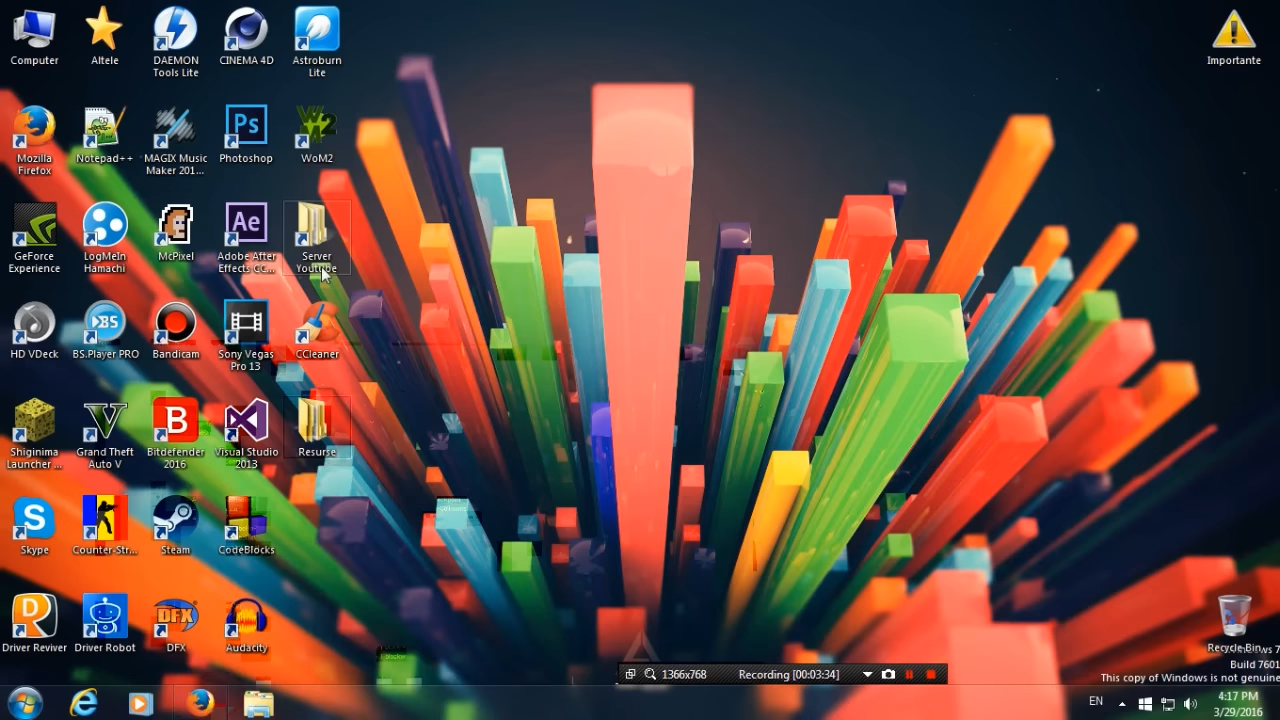 Computer
Altele
DAEMON
Tools Lite
CINEMA 4D
Astroburn
Lite
Importante
Mozilla
Firefox
Notepad++
MAGIX Music
Maker 201...
Ps
Photoshop
WoM2
GeForce
Experience
LogMeIn
Hamachi
McPixel
Ae
Adobe After
Effects CC...
Server
Youtube
HD VDeck
BS
BS.Player PRO
Bandicam
Sony Vegas
Pro 13
CCleaner
Shiginima
Launcher ...
V
Grand Theft
Auto V
B
Bitdefender
2016
Visual Studio
2013
Resurse
S
Skype
Counter-Str...
Steam
CodeBlocks
Driver Reviver
Driver Robot
DFX
DFX
Audacity
Recycle Bin
Build 7601
This copy of Windows is not genuine
1366x768
Recording [00:03:34]
EN
4:17 PM
3/29/2016